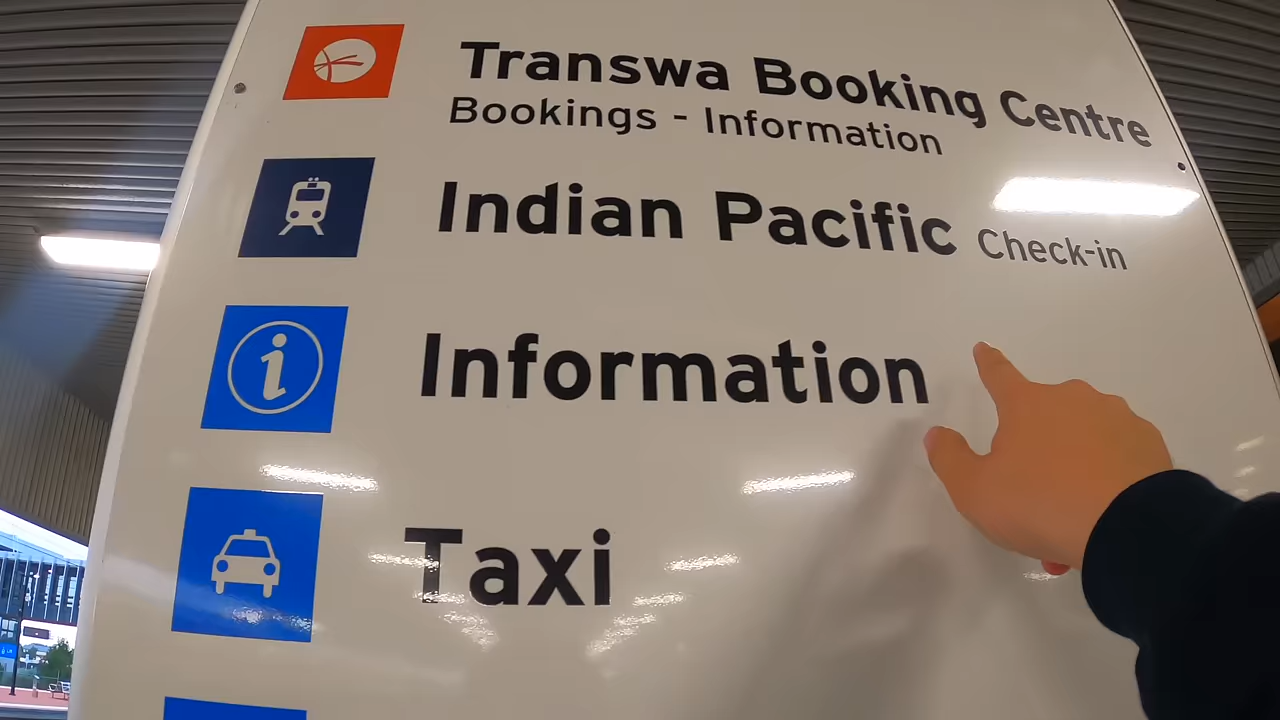 Transwa Booking Centre
Bookings - Information
Indian Pacific Check-in
Information
Taxi